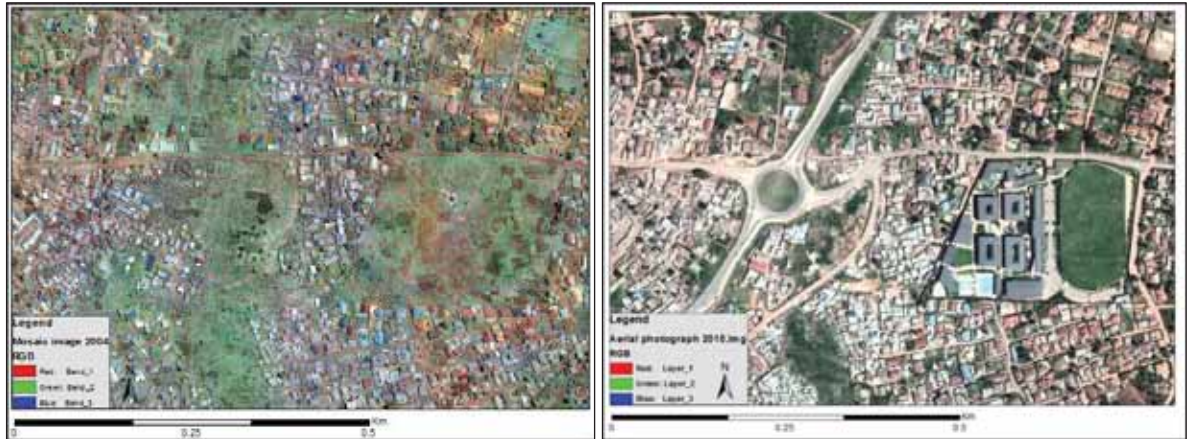 Legend
Mosaic image 2004
RGB
Red: Band_1
Green: Band_2
Blue: Band_3
Km
0 0.25 0.5
Legend
Aerial photograph 2010.img
RGB
Red: Layer_1
Green: Layer_2
Blue: Layer_3
N
Km
0 0.25 0.5